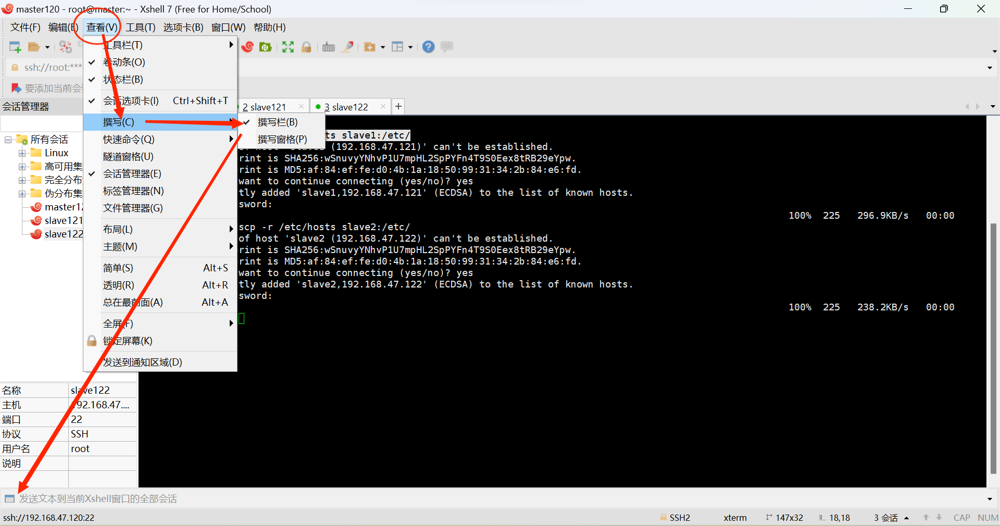 master120 - root@master:~ - Xshell 7 (Free for Home/School)
文件(F) 编辑(E) 查看(V) 工具(T) 选项卡(B) 窗口(W) 帮助(H)
ssh://root:***
要添加当前会
会话管理器
所有会话
Linux
高可用集
完全分布
伪分布集
master12
slave121
slave122
工具栏(T)
卷动条(O)
状态栏(B)
会话选项卡(I) Ctrl+Shift+T
撰写(C)
快速命令(Q)
隧道窗格(U)
会话管理器(E)
标签管理器(N)
文件管理器(G)
布局(L)
主题(M)
简单(S) Alt+S
透明(R) Alt+R
总在最前面(A) Alt+A
全屏(F)
锁定屏幕(K)
发送到通知区域(D)
撰写栏(B)
撰写窗格(P)
2 slave121
3 slave122
ts slave1:/etc/
(192.168.47.121)' can't be established.
rint is SHA256:wSnuvyYNhvP1U7mpHL2SpPYFn4T9S0Eex8tRB29eYpw.
rint is MD5:af:84:ef:fe:d0:4b:1a:18:50:99:31:34:2b:84:e6:fd.
want to continue connecting (yes/no)? yes
tly added 'slave1,192.168.47.121' (ECDSA) to the list of known hosts.
sword:
100% 225 296.9KB/s 00:00
scp -r /etc/hosts slave2:/etc/
of host 'slave2 (192.168.47.122)' can't be established.
rint is SHA256:wSnuvyYNhvP1U7mpHL2SpPYFn4T9S0Eex8tRB29eYpw.
rint is MD5:af:84:ef:fe:d0:4b:1a:18:50:99:31:34:2b:84:e6:fd.
want to continue connecting (yes/no)? yes
tly added 'slave2,192.168.47.122' (ECDSA) to the list of known hosts.
sword:
100% 225 238.2KB/s 00:00
名称 slave122
主机 192.168.47....
端口 22
协议 SSH
用户名 root
说明
发送文本到当前Xshell窗口的全部会话
ssh://192.168.47.120:22
SSH2 xterm 147x32 18,18 3 会话 CAP NUM